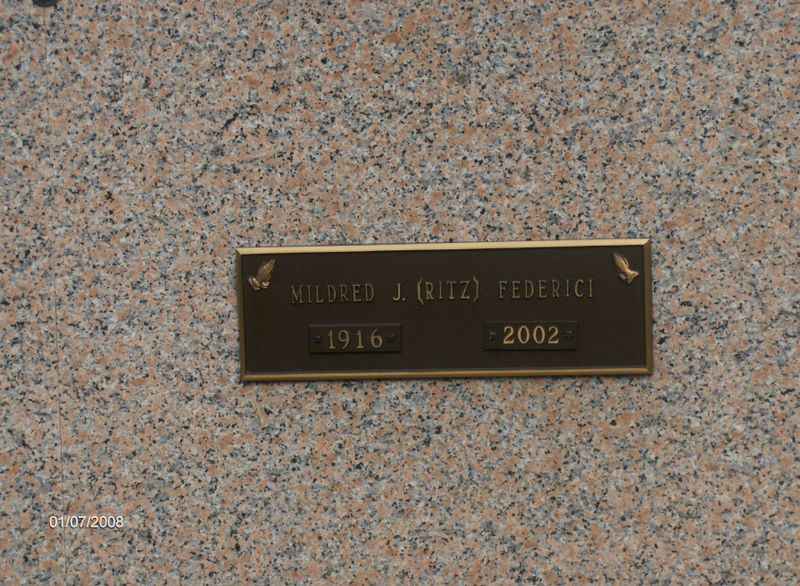 MILDRED J. (RITZ) FEDERICI
1916 2002
01/07/2008